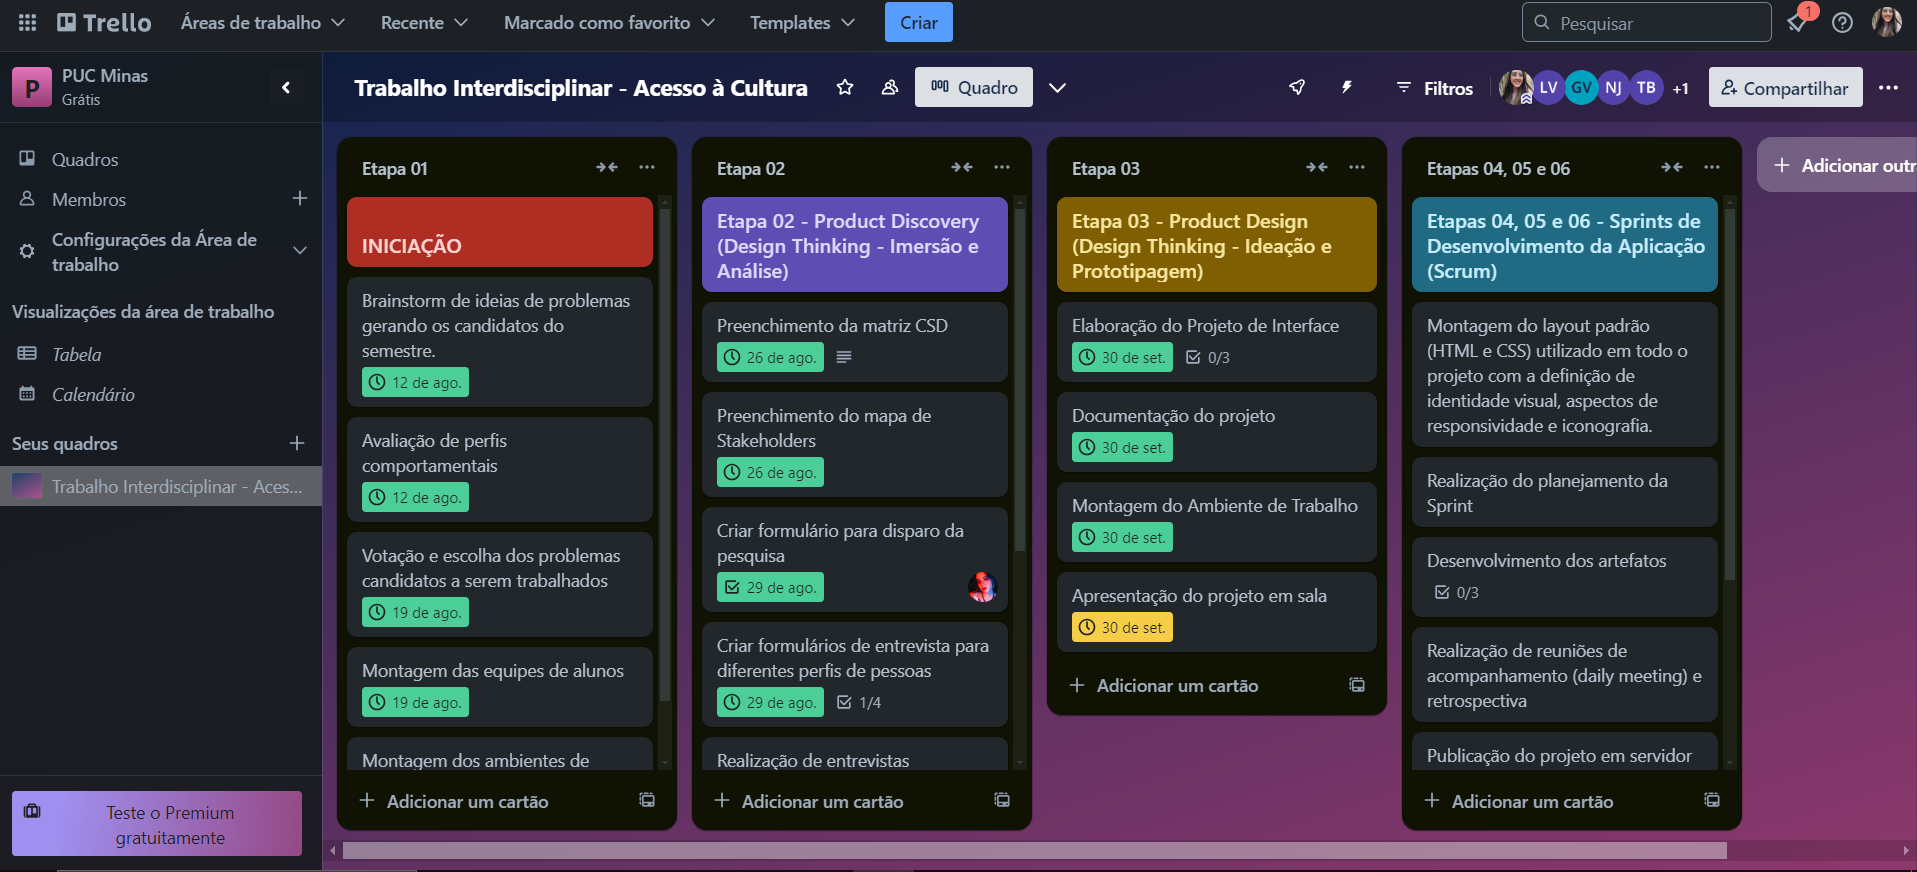 Trello
Áreas de trabalho
Recente
Marcado como favorito
Templates
Criar
Pesquisar
1
P
PUC Minas
Grátis
Trabalho Interdisciplinar - Acesso à Cultura
Quadro
Filtros
LV
GV
NJ
TB
+1
Compartilhar
Quadros
Membros
Configurações da Área de
trabalho
Visualizações da área de trabalho
Tabela
Calendário
Seus quadros
Trabalho Interdisciplinar - Aces...
Teste o Premium
gratuitamente
Etapa 01
INICIAÇÃO
Brainstorm de ideias de problemas
gerando os candidatos do
semestre.
12 de ago.
Avaliação de perfis
comportamentais
12 de ago.
Votação e escolha dos problemas
candidatos a serem trabalhados
19 de ago.
Montagem das equipes de alunos
19 de ago.
Montagem dos ambientes de
Adicionar um cartão
Etapa 02
Etapa 02 - Product Discovery
(Design Thinking - Imersão e
Análise)
Preenchimento da matriz CSD
26 de ago.
Preenchimento do mapa de
Stakeholders
26 de ago.
Criar formulário para disparo da
pesquisa
29 de ago.
Criar formulários de entrevista para
diferentes perfis de pessoas
29 de ago.
1/4
Realização de entrevistas
Adicionar um cartão
Etapa 03
Etapa 03 - Product Design
(Design Thinking - Ideação e
Prototipagem)
Elaboração do Projeto de Interface
30 de set.
0/3
Documentação do projeto
30 de set.
Montagem do Ambiente de Trabalho
30 de set.
Apresentação do projeto em sala
30 de set.
Adicionar um cartão
Etapas 04, 05 e 06
Etapas 04, 05 e 06 - Sprints de
Desenvolvimento da Aplicação
(Scrum)
Montagem do layout padrão
(HTML e CSS) utilizado em todo o
projeto com a definição de
identidade visual, aspectos de
responsividade e iconografia.
Realização do planejamento da
Sprint
Desenvolvimento dos artefatos
0/3
Realização de reuniões de
acompanhamento (daily meeting) e
retrospectiva
Publicação do projeto em servidor
Adicionar um cartão
Adicionar outr